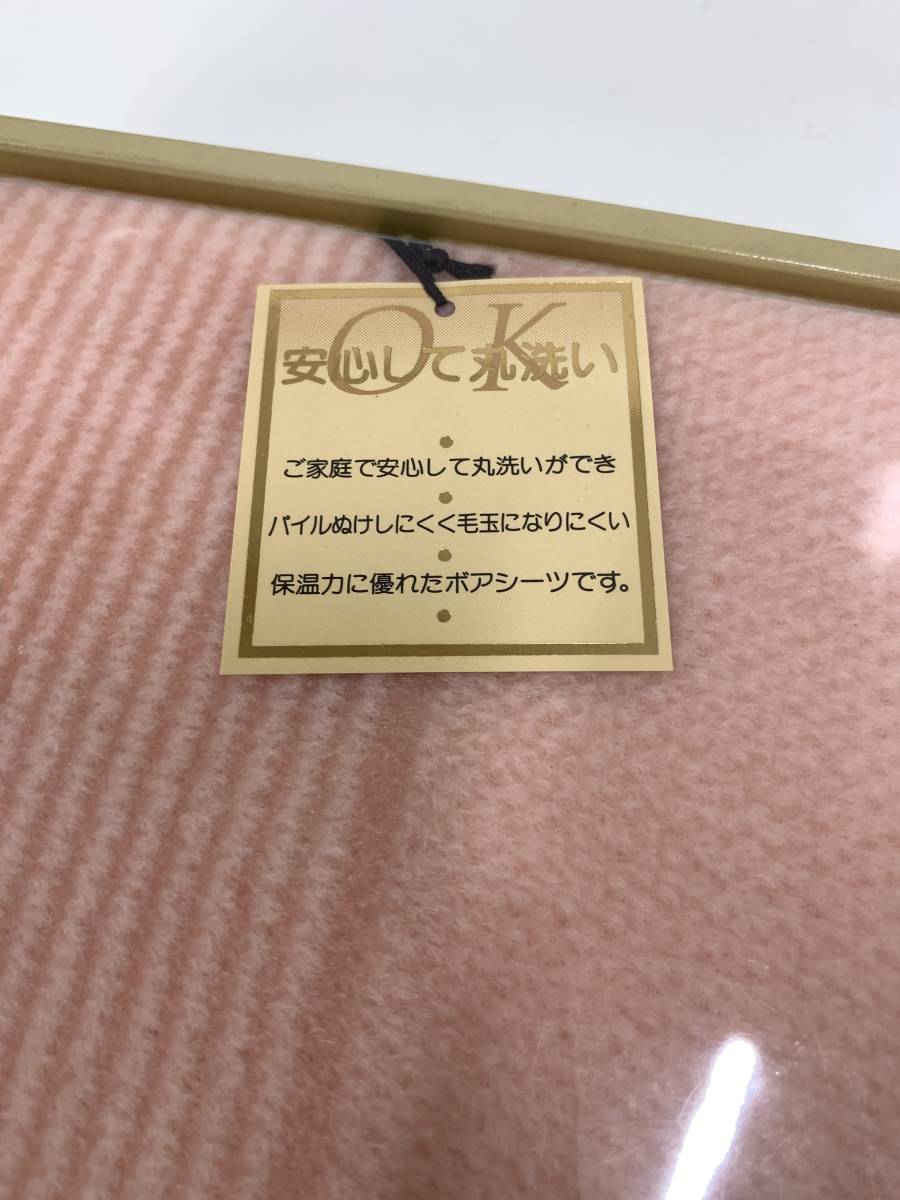 OK
安心して丸洗い
ご家庭で安心して丸洗いができ
パイルぬけしにくく毛玉になりにくい
保温力に優れたボアシーツです。